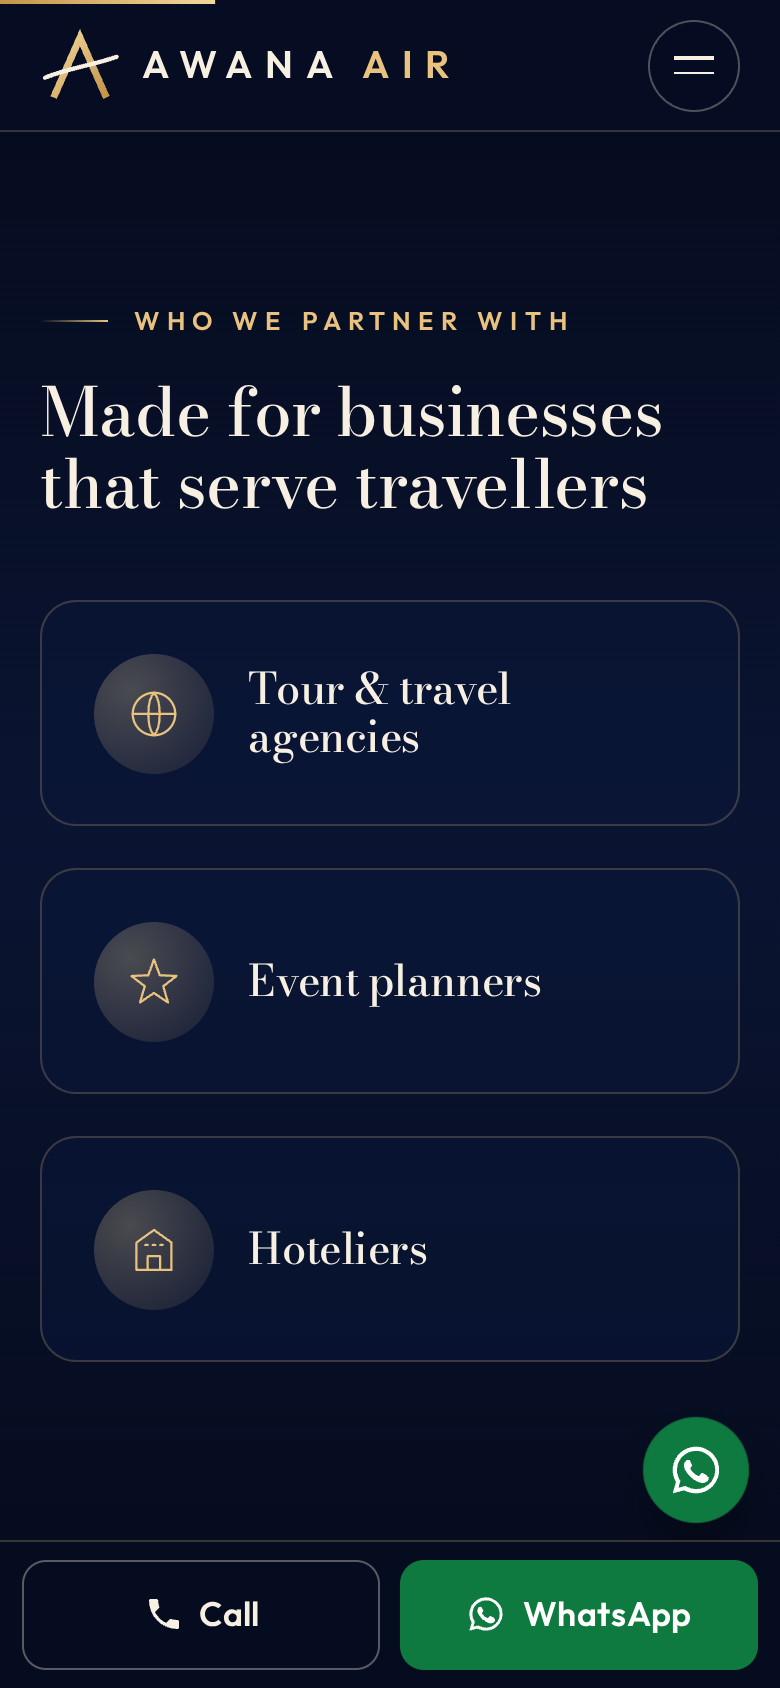 AWANA AIR
WHO WE PARTNER WITH
Made for businesses
that serve travellers
Tour & travel
agencies
Event planners
Hoteliers
Call
WhatsApp